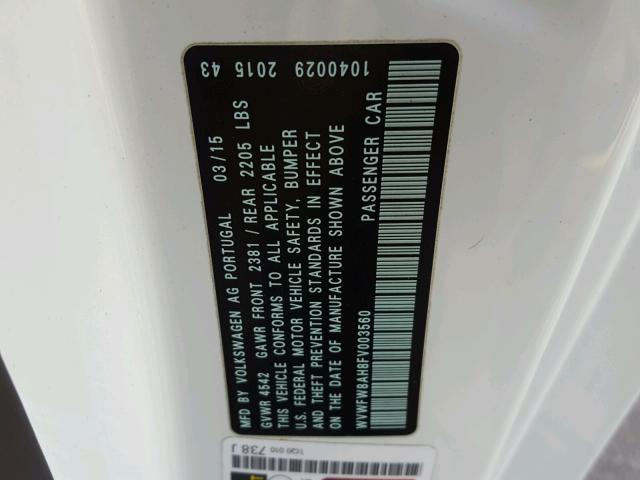 MFD BY VOLKSWAGEN AG PORTUGAL 03/15 43
GVWR 4542 GAWR FRONT 2381 / REAR 2205 LBS
THIS VEHICLE CONFORMS TO ALL APPLICABLE 2015
U.S. FEDERAL MOTOR VEHICLE SAFETY, BUMPER
AND THEFT PREVENTION STANDARDS IN EFFECT 1040029
ON THE DATE OF MANUFACTURE SHOWN ABOVE
WVWFW8AH8FV003560 PASSENGER CAR
1Q0 010 738 J